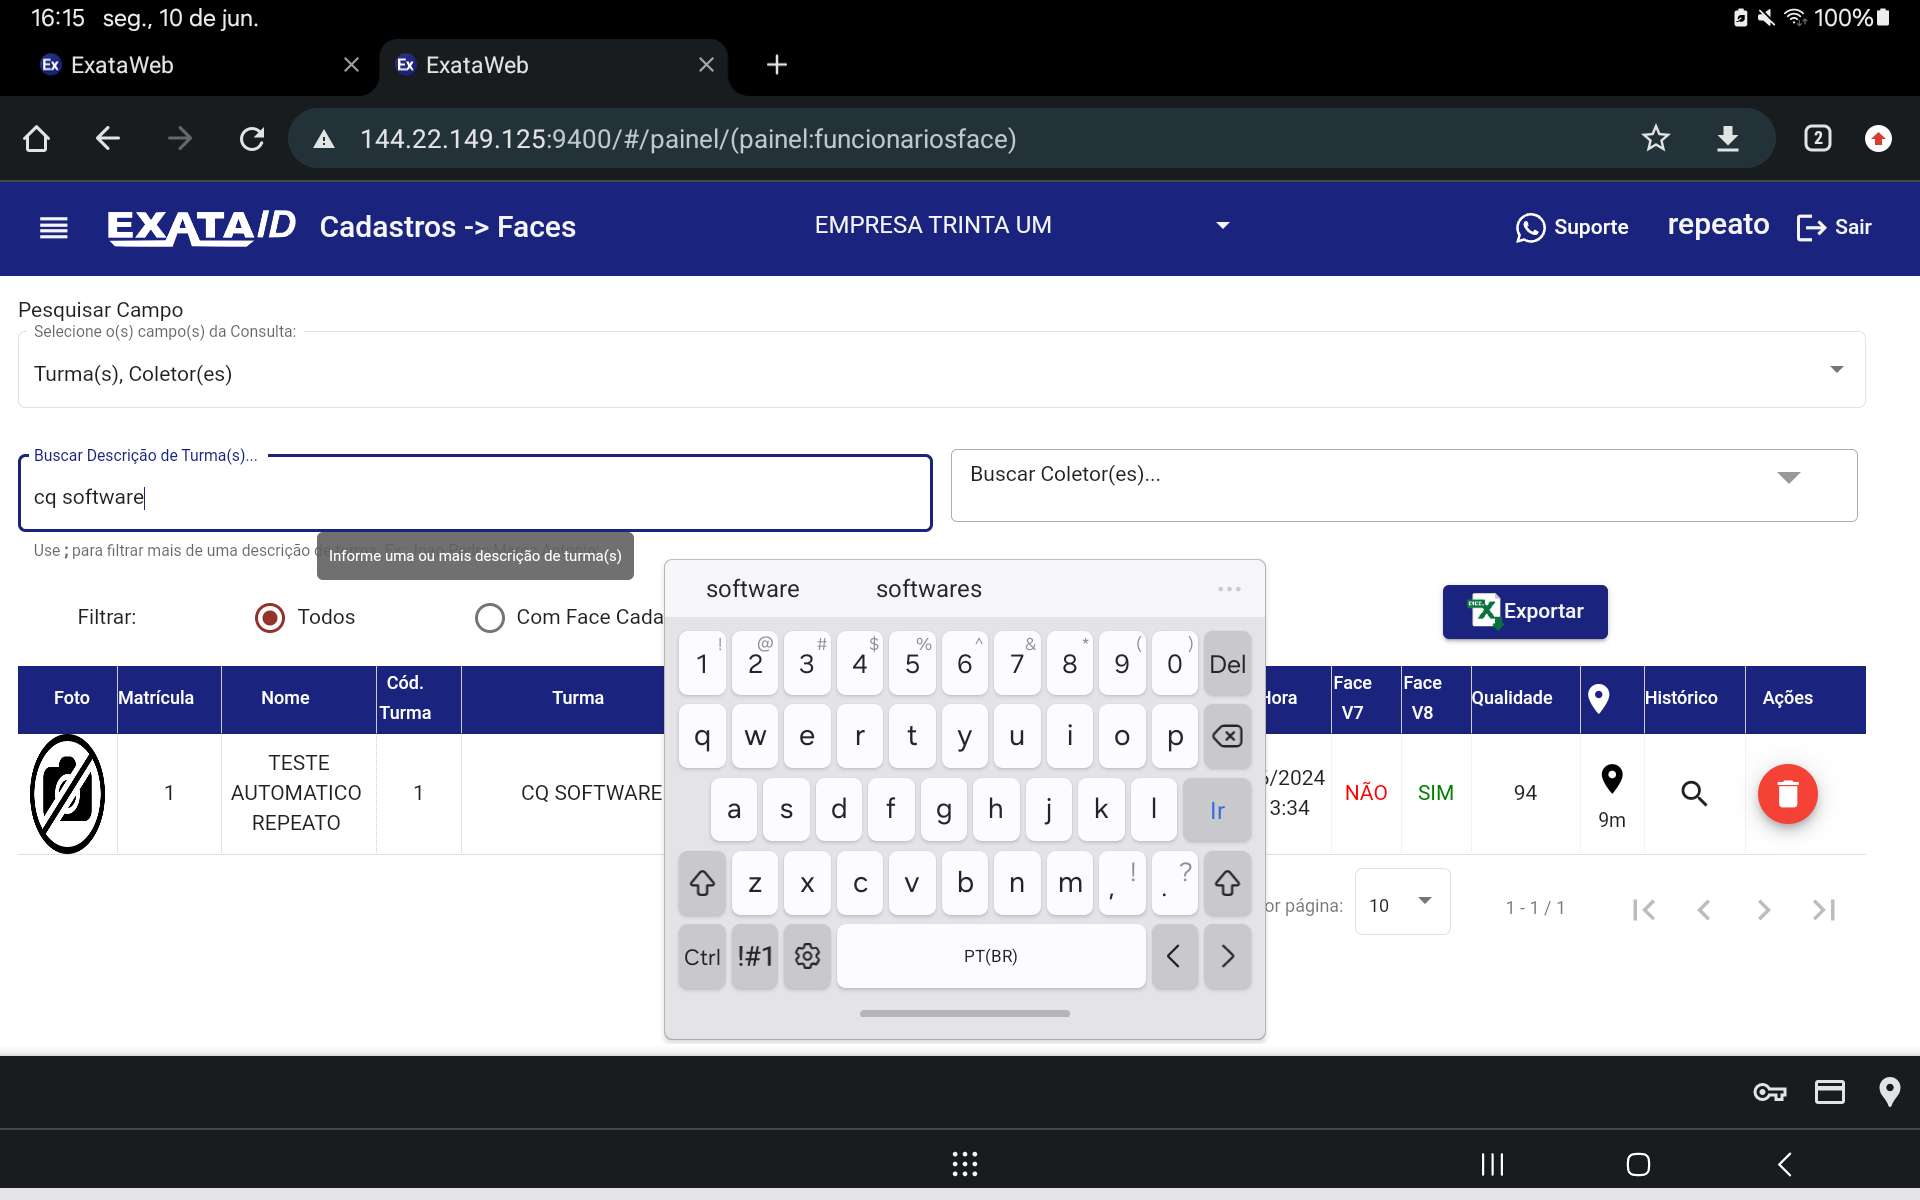 16:15 seg., 10 de jun.
100%
Ex ExataWeb
Ex ExataWeb
144.22.149.125:9400/#/painel/(painel:funcionariosface)
2
EXATA/ID Cadastros -> Faces
EMPRESA TRINTA UM
Suporte
repeato
Sair
Pesquisar Campo
Selecione o(s) campo(s) da Consulta:
Turma(s), Coletor(es)
Buscar Descrição de Turma(s)...
cq software
Buscar Coletor(es)...
Use ; para filtrar mais de uma descrição
Informe uma ou mais descrição de turma(s)
Filtrar:
Todos
Com Face Cada
Exportar
software softwares
1 ! 2 @ 3 # 4 $ 5 % 6 ^ 7 & 8 * 9 ( 0 ) Del
q w e r t y u i o p
a s d f g h j k l Ir
z x c v b n m , ! . ?
Ctrl !#1 PT(BR) < >
Foto Matrícula Nome Cód. Turma Turma Hora Face V7 Face V8 Qualidade Histórico Ações
1 TESTE AUTOMATICO REPEATO 1 CQ SOFTWARE /2024 3:34 NÃO SIM 94 9m
or página: 10 1 - 1 / 1